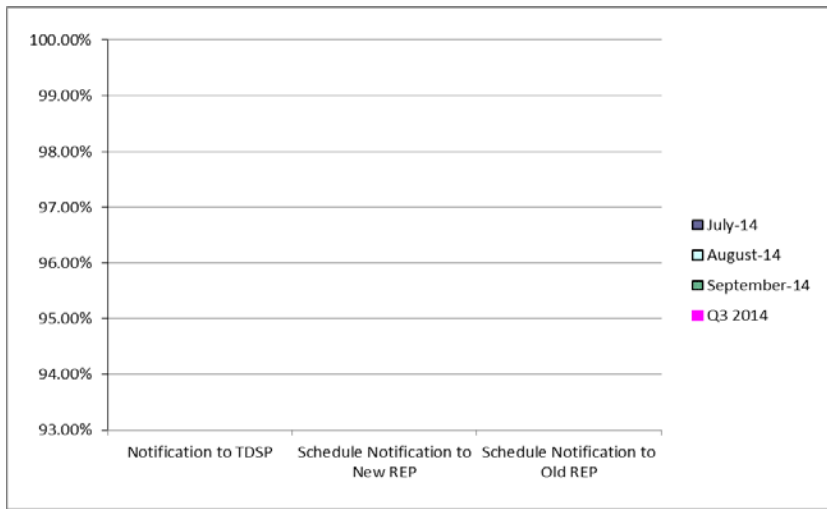 100.00%
99.00%
98.00%
97.00%
96.00%
95.00%
94.00%
93.00%
Notification to TDSP
Schedule Notification to
New REP
Schedule Notification to
Old REP
July-14
August-14
September-14
Q3 2014